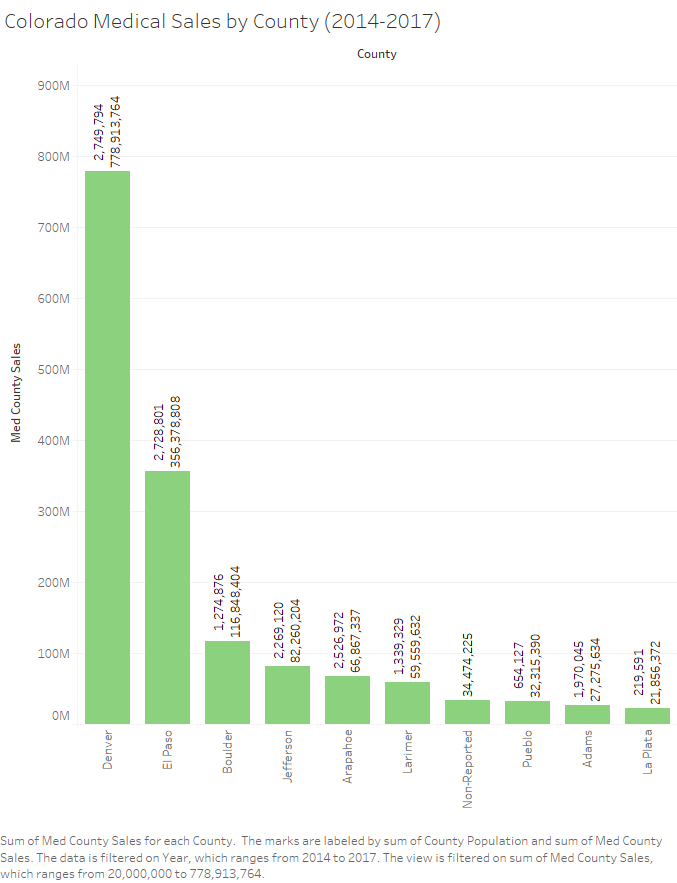 Colorado Medical Sales by County (2014-2017)
County
Med County Sales
900M
800M
700M
600M
500M
400M
300M
200M
100M
0M
2,749,794
778,913,764
2,728,801
356,378,808
1,274,876
116,848,404
2,269,120
82,260,204
2,526,972
66,867,337
1,339,329
59,559,632
34,474,225
654,127
32,315,390
1,970,045
27,275,634
219,591
21,856,372
Denver
El Paso
Boulder
Jefferson
Arapahoe
Larimer
Non-Reported
Pueblo
Adams
La Plata
Sum of Med County Sales for each County.  The marks are labeled by sum of County Population and sum of Med County
Sales. The data is filtered on Year, which ranges from 2014 to 2017. The view is filtered on sum of Med County Sales,
which ranges from 20,000,000 to 778,913,764.